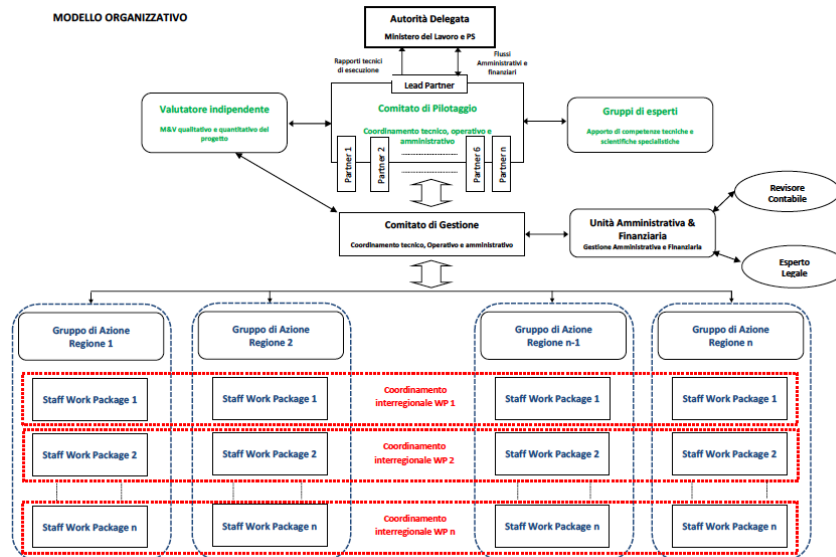 MODELLO ORGANIZZATIVO
Autorità Delegata
Ministero del Lavoro e PS
Rapporti tecnici
di esecuzione
Flussi
Amministrativi e
finanziari
Lead Partner
Valutatore indipendente
M&V qualitativo e quantitativo del
progetto
Comitato di Pilotaggio
Coordinamento tecnico, operativo e
amministrativo
Gruppi di esperti
Apporto di competenze tecniche e
scientifiche specialistiche
Partner 1
Partner 2
Partner 6
Partner n
Comitato di Gestione
Coordinamento tecnico, Operativo e amministrativo
Unità Amministrativa &
Finanziaria
Gestione Amministrativa e Finanziaria
Revisore
Contabile
Esperto
Legale
Gruppo di Azione
Regione 1
Gruppo di Azione
Regione 2
Gruppo di Azione
Regione n-1
Gruppo di Azione
Regione n
Staff Work Package 1
Staff Work Package 1
Coordinamento
interregionale WP 1
Staff Work Package 1
Staff Work Package 1
Staff Work Package 2
Staff Work Package 2
Coordinamento
interregionale WP 2
Staff Work Package 2
Staff Work Package 2
Staff Work Package n
Staff Work Package n
Coordinamento
interregionale WP n
Staff Work Package n
Staff Work Package n